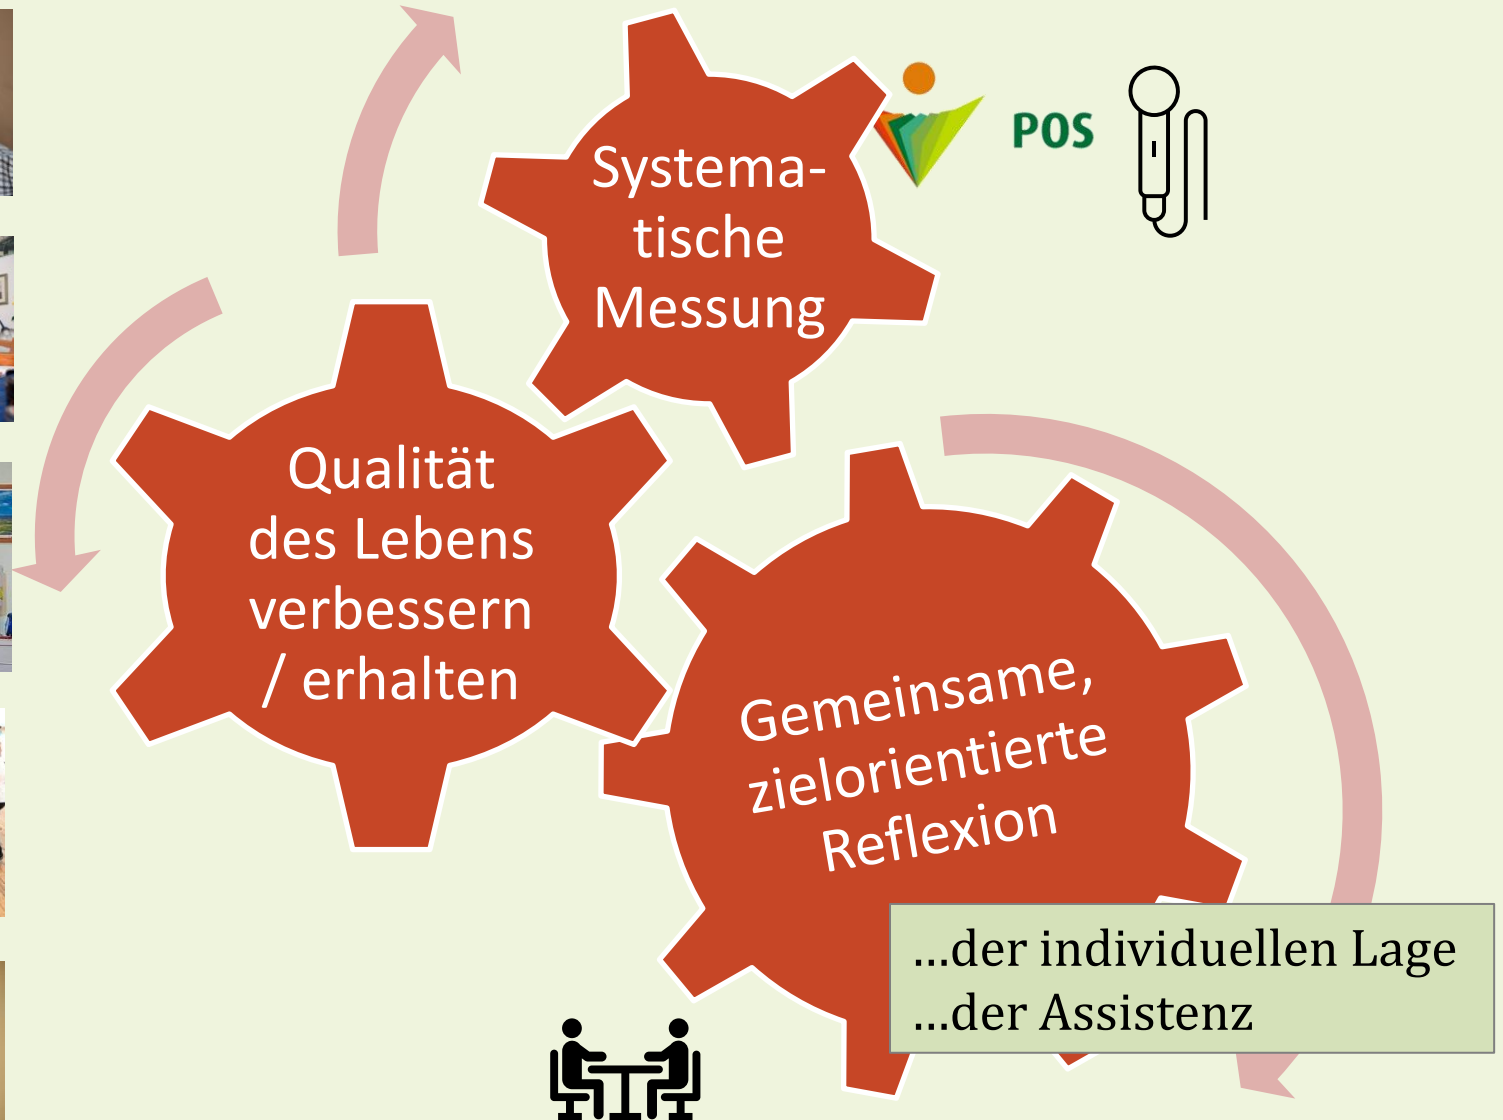 Systema-
tische
Messung
POS
Qualität
des Lebens
verbessern
/ erhalten
Gemeinsame,
zielorientierte
Reflexion
...der individuellen Lage
...der Assistenz